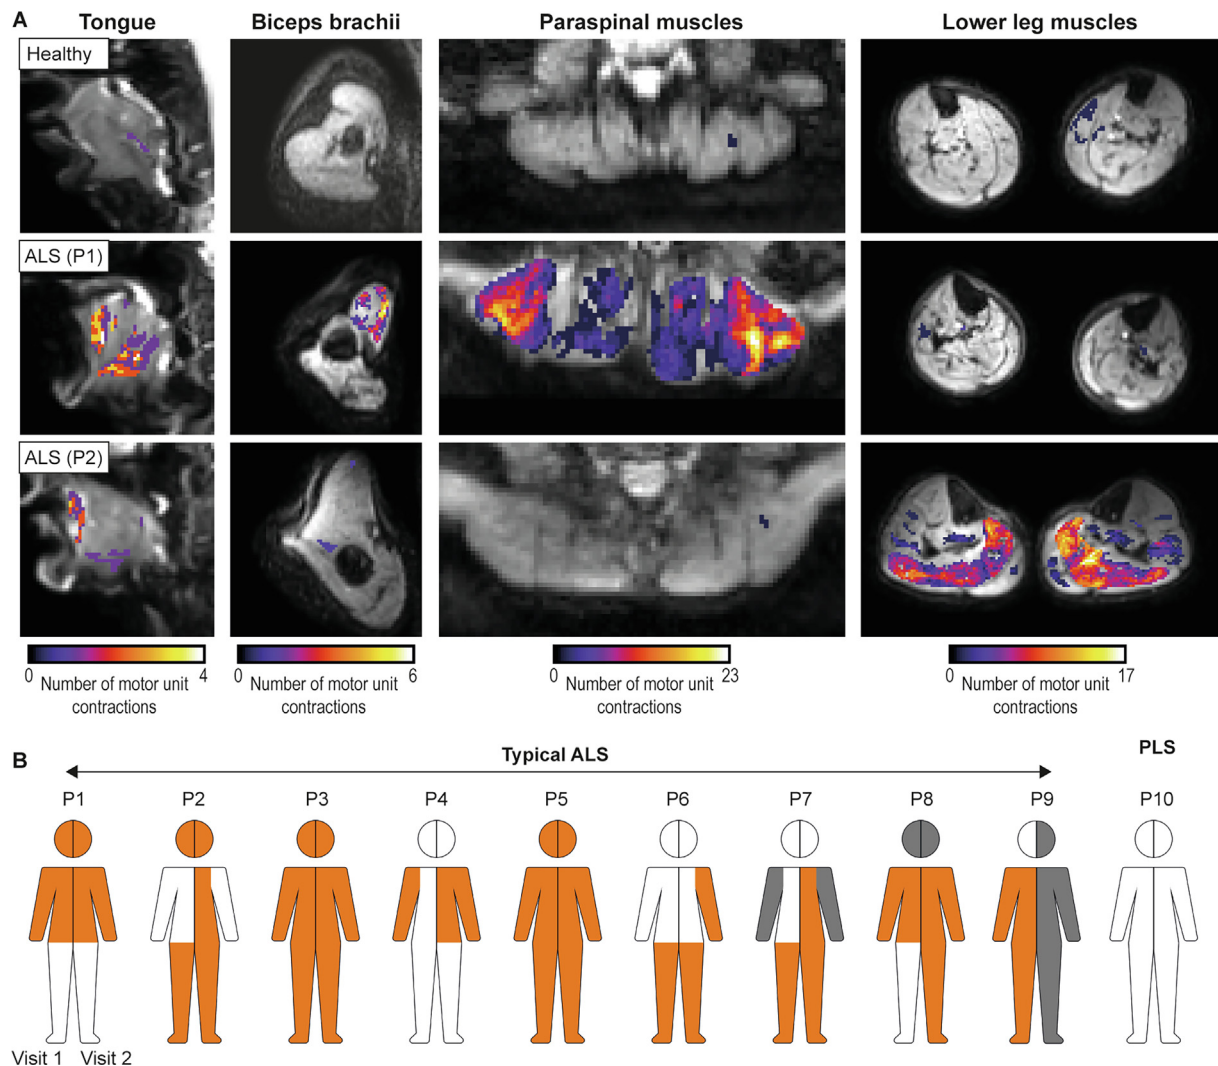 A
Tongue
Biceps brachii
Paraspinal muscles
Lower leg muscles
Healthy
ALS (P1)
ALS (P2)
0 4
Number of motor unit
contractions
0 6
Number of motor unit
contractions
0 23
Number of motor unit
contractions
0 17
Number of motor unit
contractions
B
Typical ALS
PLS
P1 P2 P3 P4 P5 P6 P7 P8 P9 P10
Visit 1 Visit 2